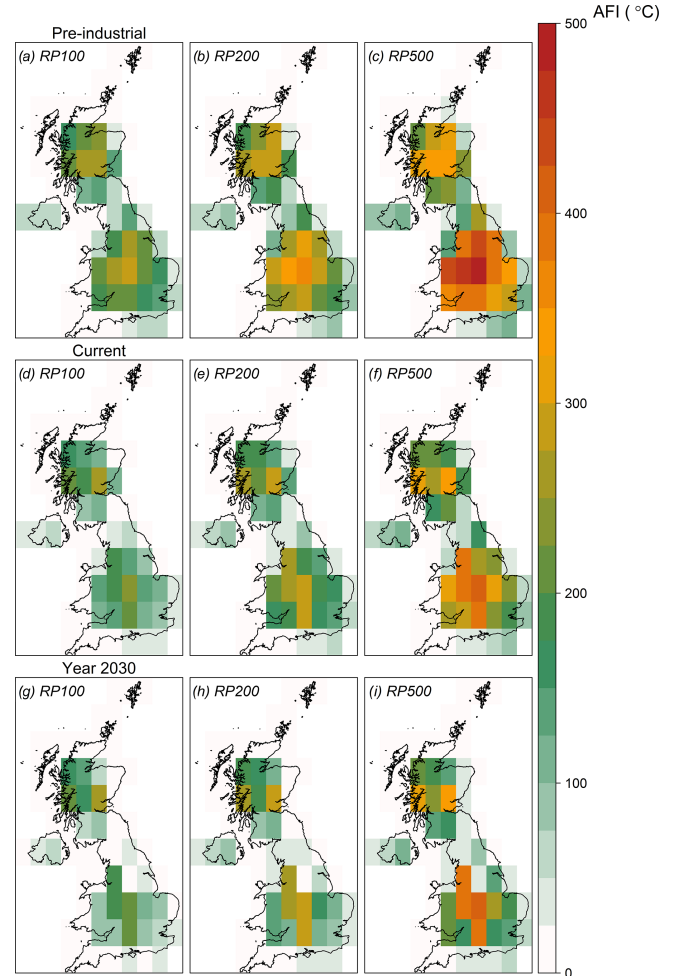 AFI ( °C)
Pre-industrial
(a) RP100
(b) RP200
(c) RP500
Current
(d) RP100
(e) RP200
(f) RP500
Year 2030
(g) RP100
(h) RP200
(i) RP500
500
400
300
200
100
0